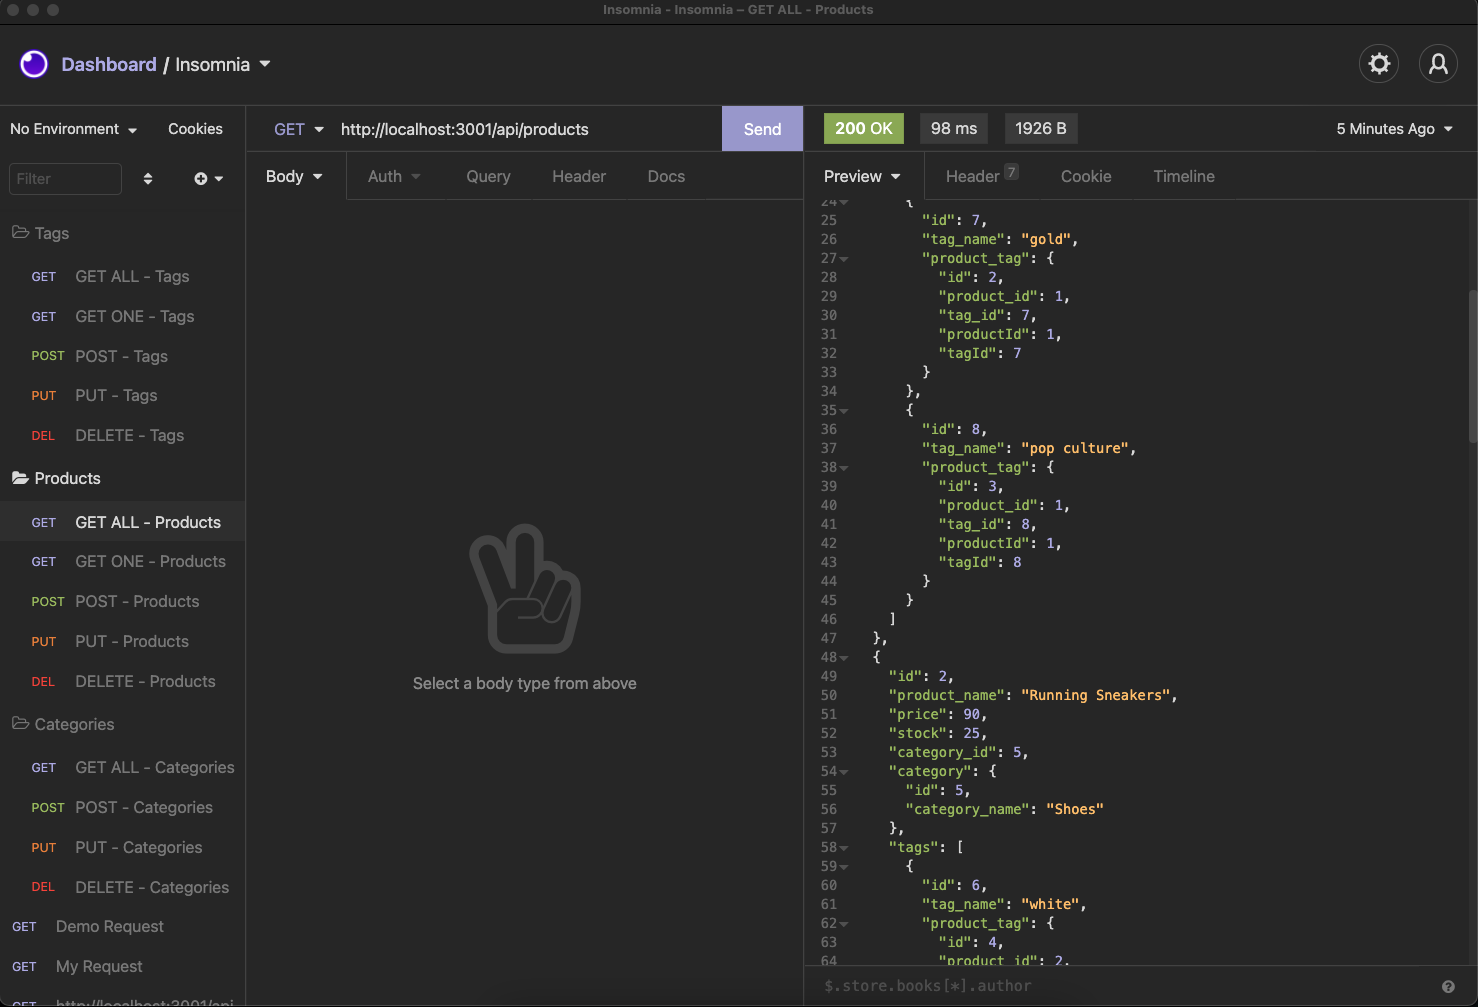 Insomnia - Insomnia – GET ALL - Products
Dashboard / Insomnia
No Environment
Cookies
Filter
Tags
GET GET ALL - Tags
GET GET ONE - Tags
POST POST - Tags
PUT PUT - Tags
DEL DELETE - Tags
Products
GET GET ALL - Products
GET GET ONE - Products
POST POST - Products
PUT PUT - Products
DEL DELETE - Products
Categories
GET GET ALL - Categories
POST POST - Categories
PUT PUT - Categories
DEL DELETE - Categories
GET Demo Request
GET My Request
GET http://localhost:3001/api
GET http://localhost:3001/api/products Send
Body Auth Query Header Docs
Select a body type from above
200 OK 98 ms 1926 B 5 Minutes Ago
Preview Header 7 Cookie Timeline
24 {
25 "id": 7,
26 "tag_name": "gold",
27 "product_tag": {
28 "id": 2,
29 "product_id": 1,
30 "tag_id": 7,
31 "productId": 1,
32 "tagId": 7
33 }
34 },
35 {
36 "id": 8,
37 "tag_name": "pop culture",
38 "product_tag": {
39 "id": 3,
40 "product_id": 1,
41 "tag_id": 8,
42 "productId": 1,
43 "tagId": 8
44 }
45 }
46 ]
47 },
48 {
49 "id": 2,
50 "product_name": "Running Sneakers",
51 "price": 90,
52 "stock": 25,
53 "category_id": 5,
54 "category": {
55 "id": 5,
56 "category_name": "Shoes"
57 },
58 "tags": [
59 {
60 "id": 6,
61 "tag_name": "white",
62 "product_tag": {
63 "id": 4,
64 "product_id": 2,
$.store.books[*].author